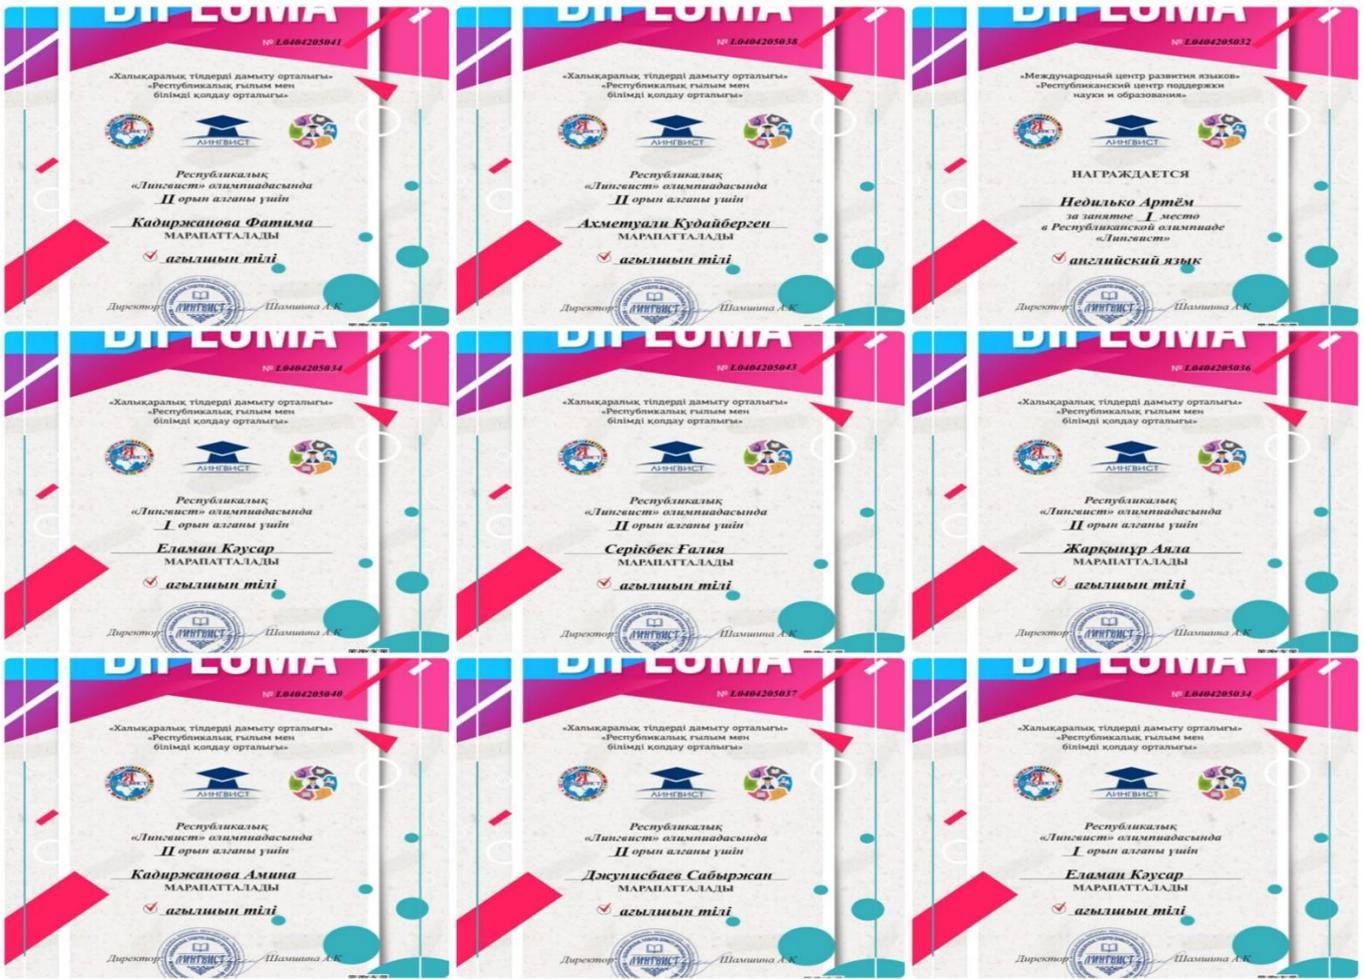 DIPLOMA
№ L0404205041
«Халықаралық тілдерді дамыту орталығы»
«Республикалық ғылым мен
білімді қолдау орталығы»
ЛИНГВИСТ
Республикалық
«Лингвист» олимпиадасында
II орын алғаны үшін
Кадиржанова Фатима
МАРАПАТТАЛАДЫ
ағылшын тілі
Директор: ЛИНГВИСТ Шамшина А.К
DIPLOMA
№ L0404205038
«Халықаралық тілдерді дамыту орталығы»
«Республикалық ғылым мен
білімді қолдау орталығы»
ЛИНГВИСТ
Республикалық
«Лингвист» олимпиадасында
II орын алғаны үшін
Ахметуали Кудайберген
МАРАПАТТАЛАДЫ
ағылшын тілі
Директор: ЛИНГВИСТ Шамшина А.К
DIPLOMA
№ L0404205032
«Международный центр развития языков»
«Республиканский центр поддержки
науки и образования»
ЛИНГВИСТ
НАГРАЖДАЕТСЯ
Недилько Артём
за занятое I место
в Республиканской олимпиаде
«Лингвист»
английский язык
Директор: ЛИНГВИСТ Шамшина А.К
DIPLOMA
№ L0404205034
«Халықаралық тілдерді дамыту орталығы»
«Республикалық ғылым мен
білімді қолдау орталығы»
ЛИНГВИСТ
Республикалық
«Лингвист» олимпиадасында
I орын алғаны үшін
Еламан Кәусар
МАРАПАТТАЛАДЫ
ағылшын тілі
Директор: ЛИНГВИСТ Шамшина А.К
DIPLOMA
№ L0404205043
«Халықаралық тілдерді дамыту орталығы»
«Республикалық ғылым мен
білімді қолдау орталығы»
ЛИНГВИСТ
Республикалық
«Лингвист» олимпиадасында
II орын алғаны үшін
Серікбек Ғалия
МАРАПАТТАЛАДЫ
ағылшын тілі
Директор: ЛИНГВИСТ Шамшина А.К
DIPLOMA
№ L0404205036
«Халықаралық тілдерді дамыту орталығы»
«Республикалық ғылым мен
білімді қолдау орталығы»
ЛИНГВИСТ
Республикалық
«Лингвист» олимпиадасында
II орын алғаны үшін
Жарқынұр Аяла
МАРАПАТТАЛАДЫ
ағылшын тілі
Директор: ЛИНГВИСТ Шамшина А.К
DIPLOMA
№ L0404205040
«Халықаралық тілдерді дамыту орталығы»
«Республикалық ғылым мен
білімді қолдау орталығы»
ЛИНГВИСТ
Республикалық
«Лингвист» олимпиадасында
II орын алғаны үшін
Кадиржанова Амина
МАРАПАТТАЛАДЫ
ағылшын тілі
Директор: ЛИНГВИСТ Шамшина А.К
DIPLOMA
№ L0404205037
«Халықаралық тілдерді дамыту орталығы»
«Республикалық ғылым мен
білімді қолдау орталығы»
ЛИНГВИСТ
Республикалық
«Лингвист» олимпиадасында
II орын алғаны үшін
Джунисбаев Сабыржан
МАРАПАТТАЛАДЫ
ағылшын тілі
Директор: ЛИНГВИСТ Шамшина А.К
DIPLOMA
№ L0404205034
«Халықаралық тілдерді дамыту орталығы»
«Республикалық ғылым мен
білімді қолдау орталығы»
ЛИНГВИСТ
Республикалық
«Лингвист» олимпиадасында
I орын алғаны үшін
Еламан Кәусар
МАРАПАТТАЛАДЫ
ағылшын тілі
Директор: ЛИНГВИСТ Шамшина А.К